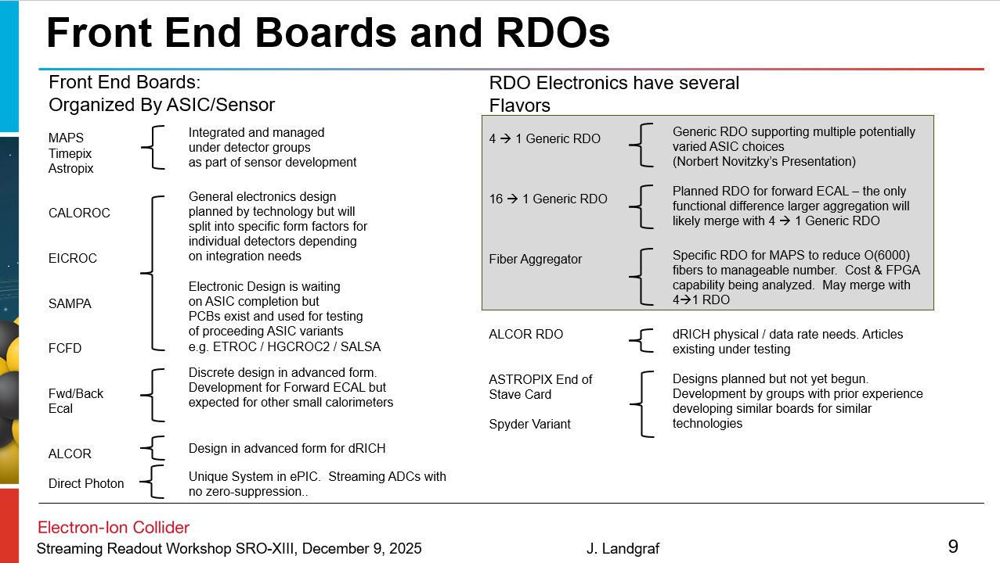 Front End Boards and RDOs
Front End Boards:
Organized By ASIC/Sensor
MAPS
Timepix
Astropix
Integrated and managed
under detector groups
as part of sensor development
CALOROC
EICROC
SAMPA
FCFD
General electronics design
planned by technology but will
split into specific form factors for
individual detectors depending
on integration needs
Electronic Design is waiting
on ASIC completion but
PCBs exist and used for testing
of proceeding ASIC variants
e.g. ETROC / HGCROC2 / SALSA
Fwd/Back
Ecal
Discrete design in advanced form.
Development for Forward ECAL but
expected for other small calorimeters
ALCOR
Design in advanced form for dRICH
Direct Photon
Unique System in ePIC.  Streaming ADCs with
no zero-suppression..
RDO Electronics have several
Flavors
4 → 1 Generic RDO
Generic RDO supporting multiple potentially
varied ASIC choices
(Norbert Novitzky's Presentation)
16 → 1 Generic RDO
Planned RDO for forward ECAL – the only
functional difference larger aggregation will
likely merge with 4 → 1 Generic RDO
Fiber Aggregator
Specific RDO for MAPS to reduce O(6000)
fibers to manageable number.  Cost & FPGA
capability being analyzed.  May merge with
4→1 RDO
ALCOR RDO
dRICH physical / data rate needs. Articles
existing under testing
ASTROPIX End of
Stave Card
Spyder Variant
Designs planned but not yet begun.
Development by groups with prior experience
developing similar boards for similar
technologies
Electron-Ion Collider
Streaming Readout Workshop SRO-XIII, December 9, 2025
J. Landgraf
9